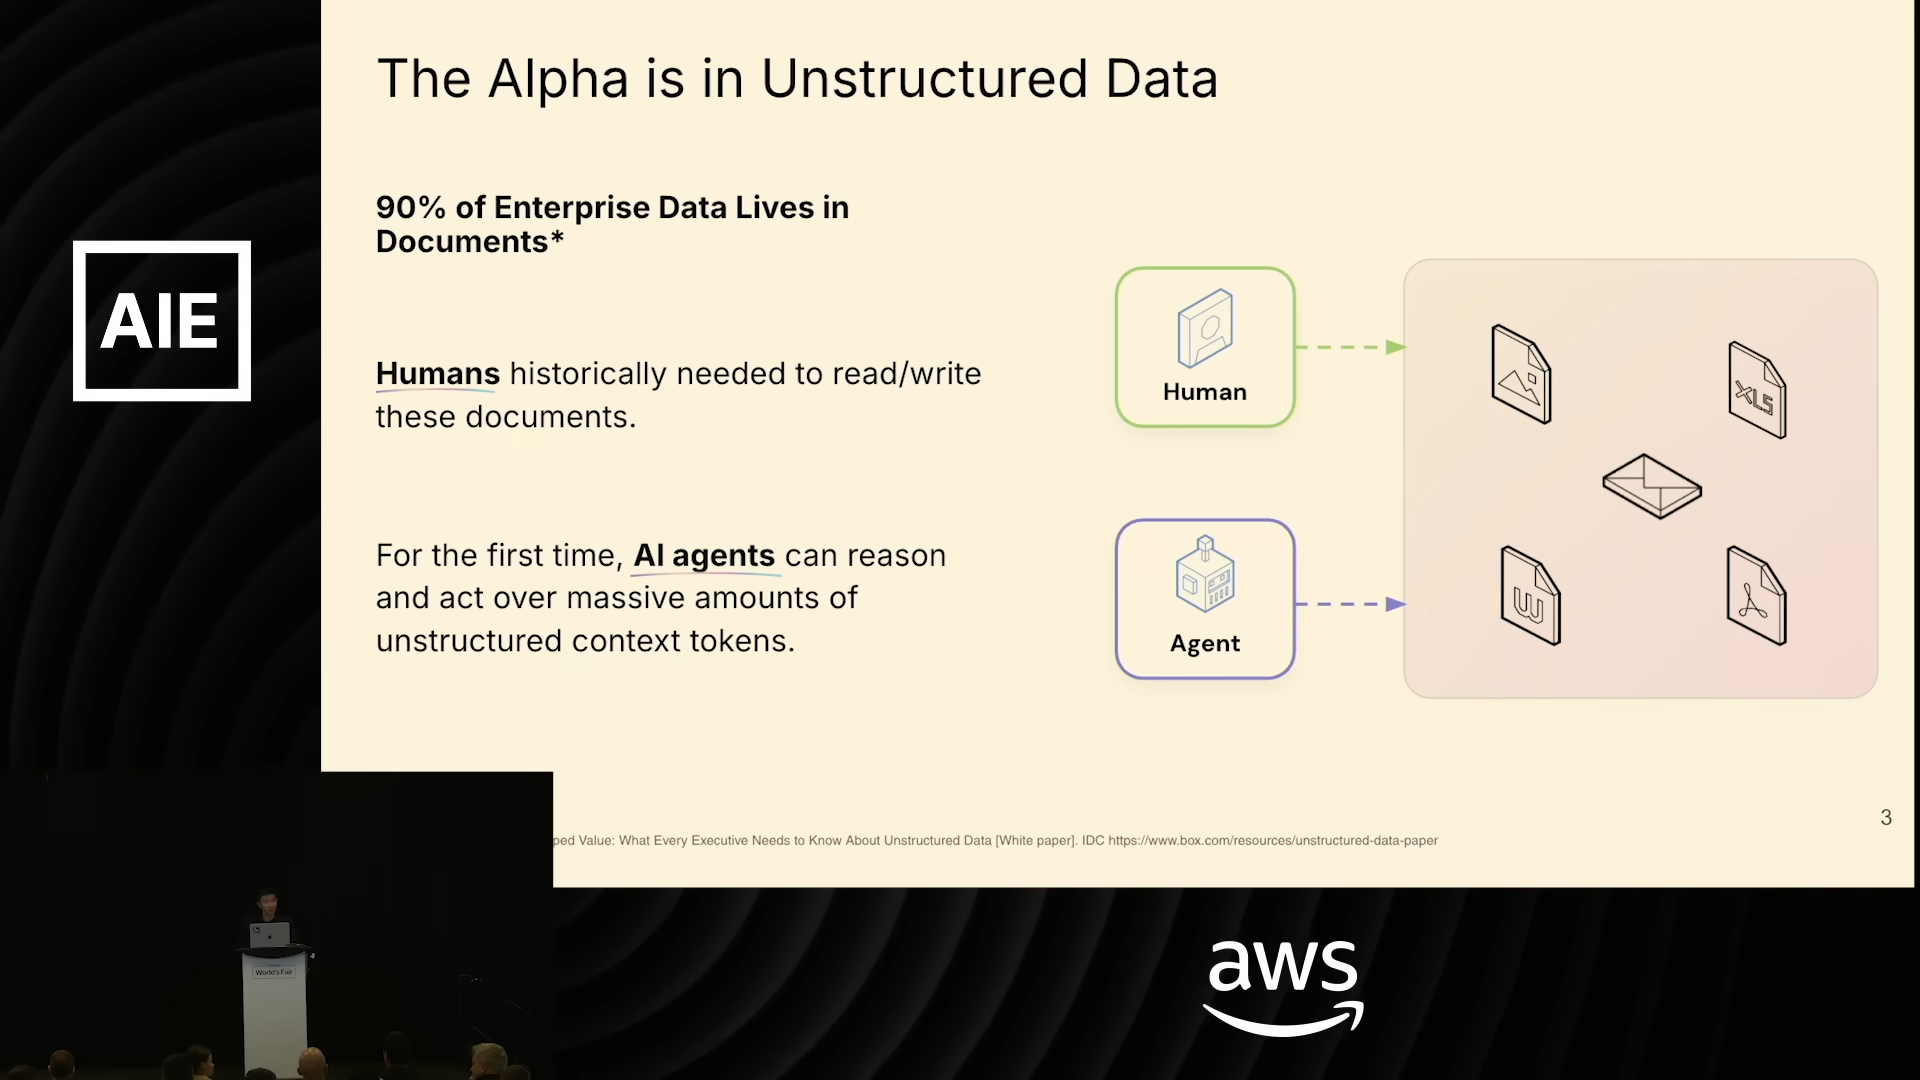 The Alpha is in Unstructured Data
90% of Enterprise Data Lives in
Documents*
Humans historically needed to read/write
these documents.
For the first time, AI agents can reason
and act over massive amounts of
unstructured context tokens.
Human
Agent
XLS
W
AIE
3
Value: What Every Executive Needs to Know About Unstructured Data [White paper]. IDC https://www.box.com/resources/unstructured-data-paper
World's Fair
aws